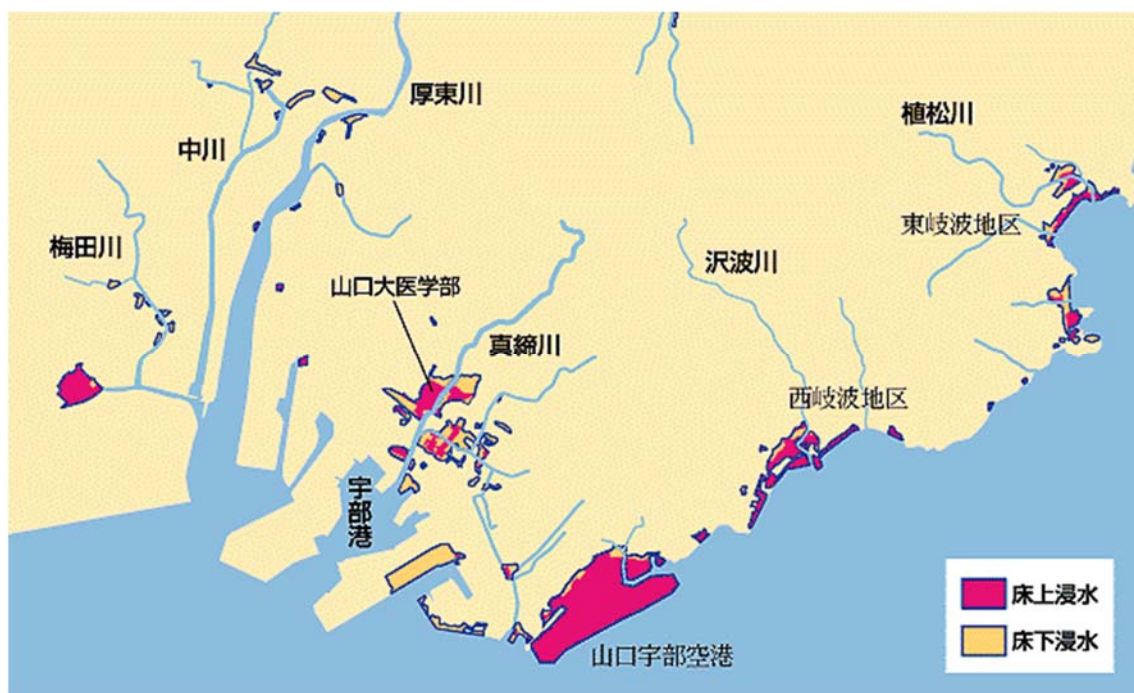 厚東川
中川
植松川
東岐波地区
梅田川
沢波川
山口大医学部
真締川
西岐波地区
宇部港
床上浸水
床下浸水
山口宇部空港